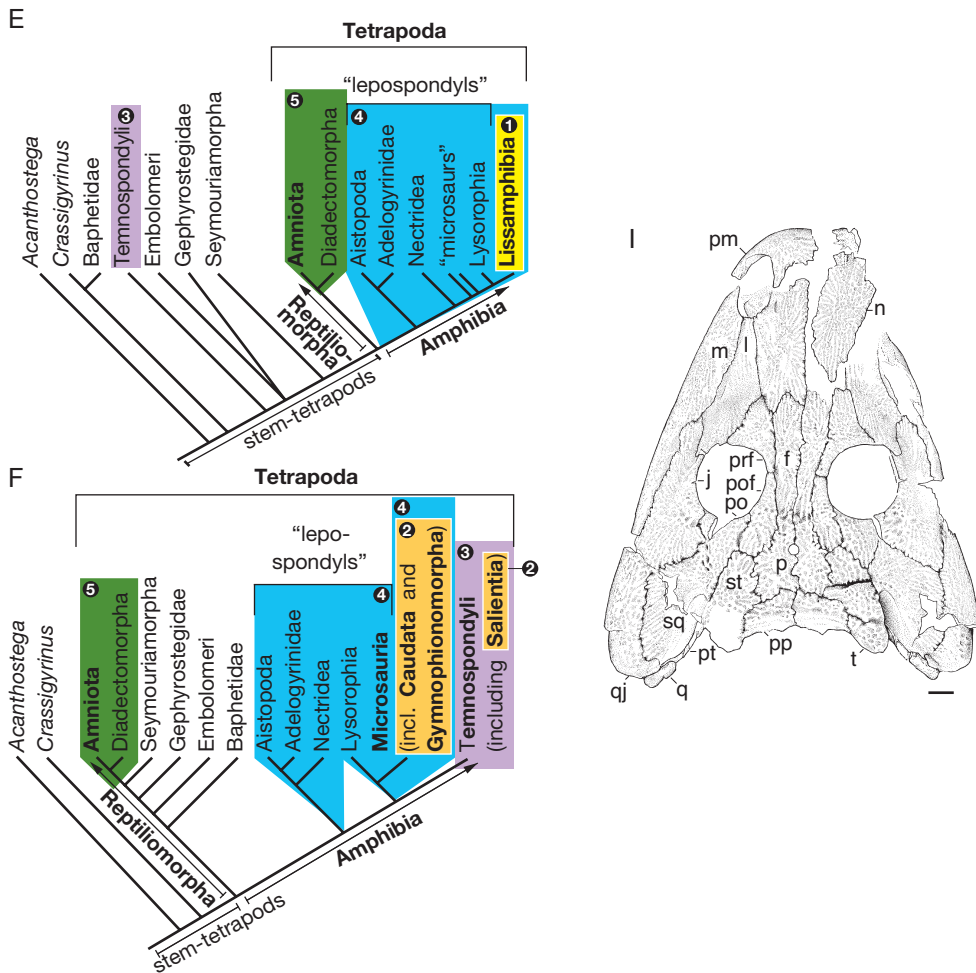 E
Tetrapoda
“lepospondyls”
5
4
3
1
Acanthostega
Crassigyrinus
Baphetidae
Temnospondyli
Embolomeri
Gephyrostegidae
Seymouriamorpha
Amniota
Diadectomorpha
Aistopoda
Adelogyrinidae
Nectridea
“microsaurs”
Lysorophia
Lissamphibia
Reptilio-
morpha
Amphibia
stem-tetrapods
F
Tetrapoda
“lepo-
spondyls”
4
2
3
2
5
4
Acanthostega
Crassigyrinus
Amniota
Diadectomorpha
Seymouriamorpha
Gephyrostegidae
Embolomeri
Baphetidae
Aistopoda
Adelogyrinidae
Nectridea
Lysorophia
Microsauria
(incl. Caudata and
Gymnophionomorpha)
Temnospondyli
(including Salientia)
Reptiliomorpha
Amphibia
stem-tetrapods
I
pm
n
m
l
prf
f
j
pof
po
p
st
sq
pt
pp
t
qj
q